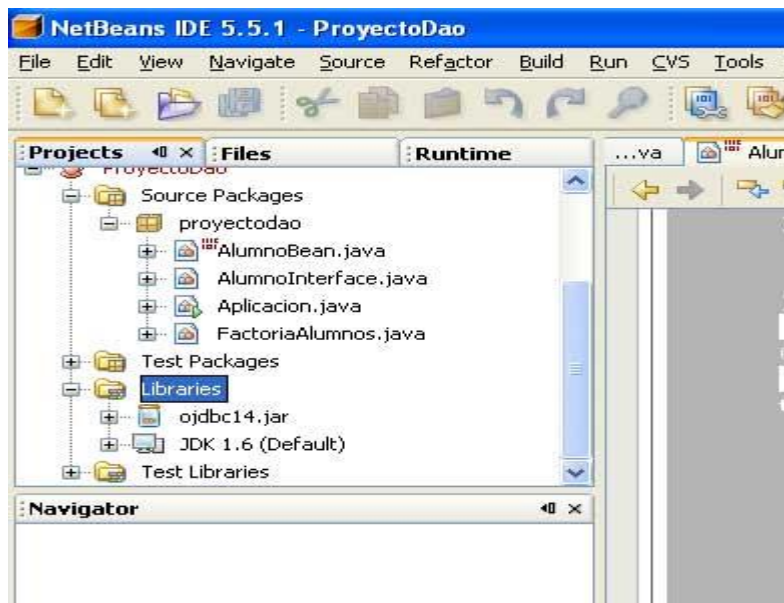 NetBeans IDE 5.5.1 - ProyectoDao
File Edit View Navigate Source Refactor Build Run CVS Tools
Projects Files Runtime ...va Alun
ProyectoDao
Source Packages
proyectodao
AlumnoBean.java
AlumnoInterface.java
Aplicacion.java
FactoriaAlumnos.java
Test Packages
Libraries
ojdbc14.jar
JDK 1.6 (Default)
Test Libraries
Navigator